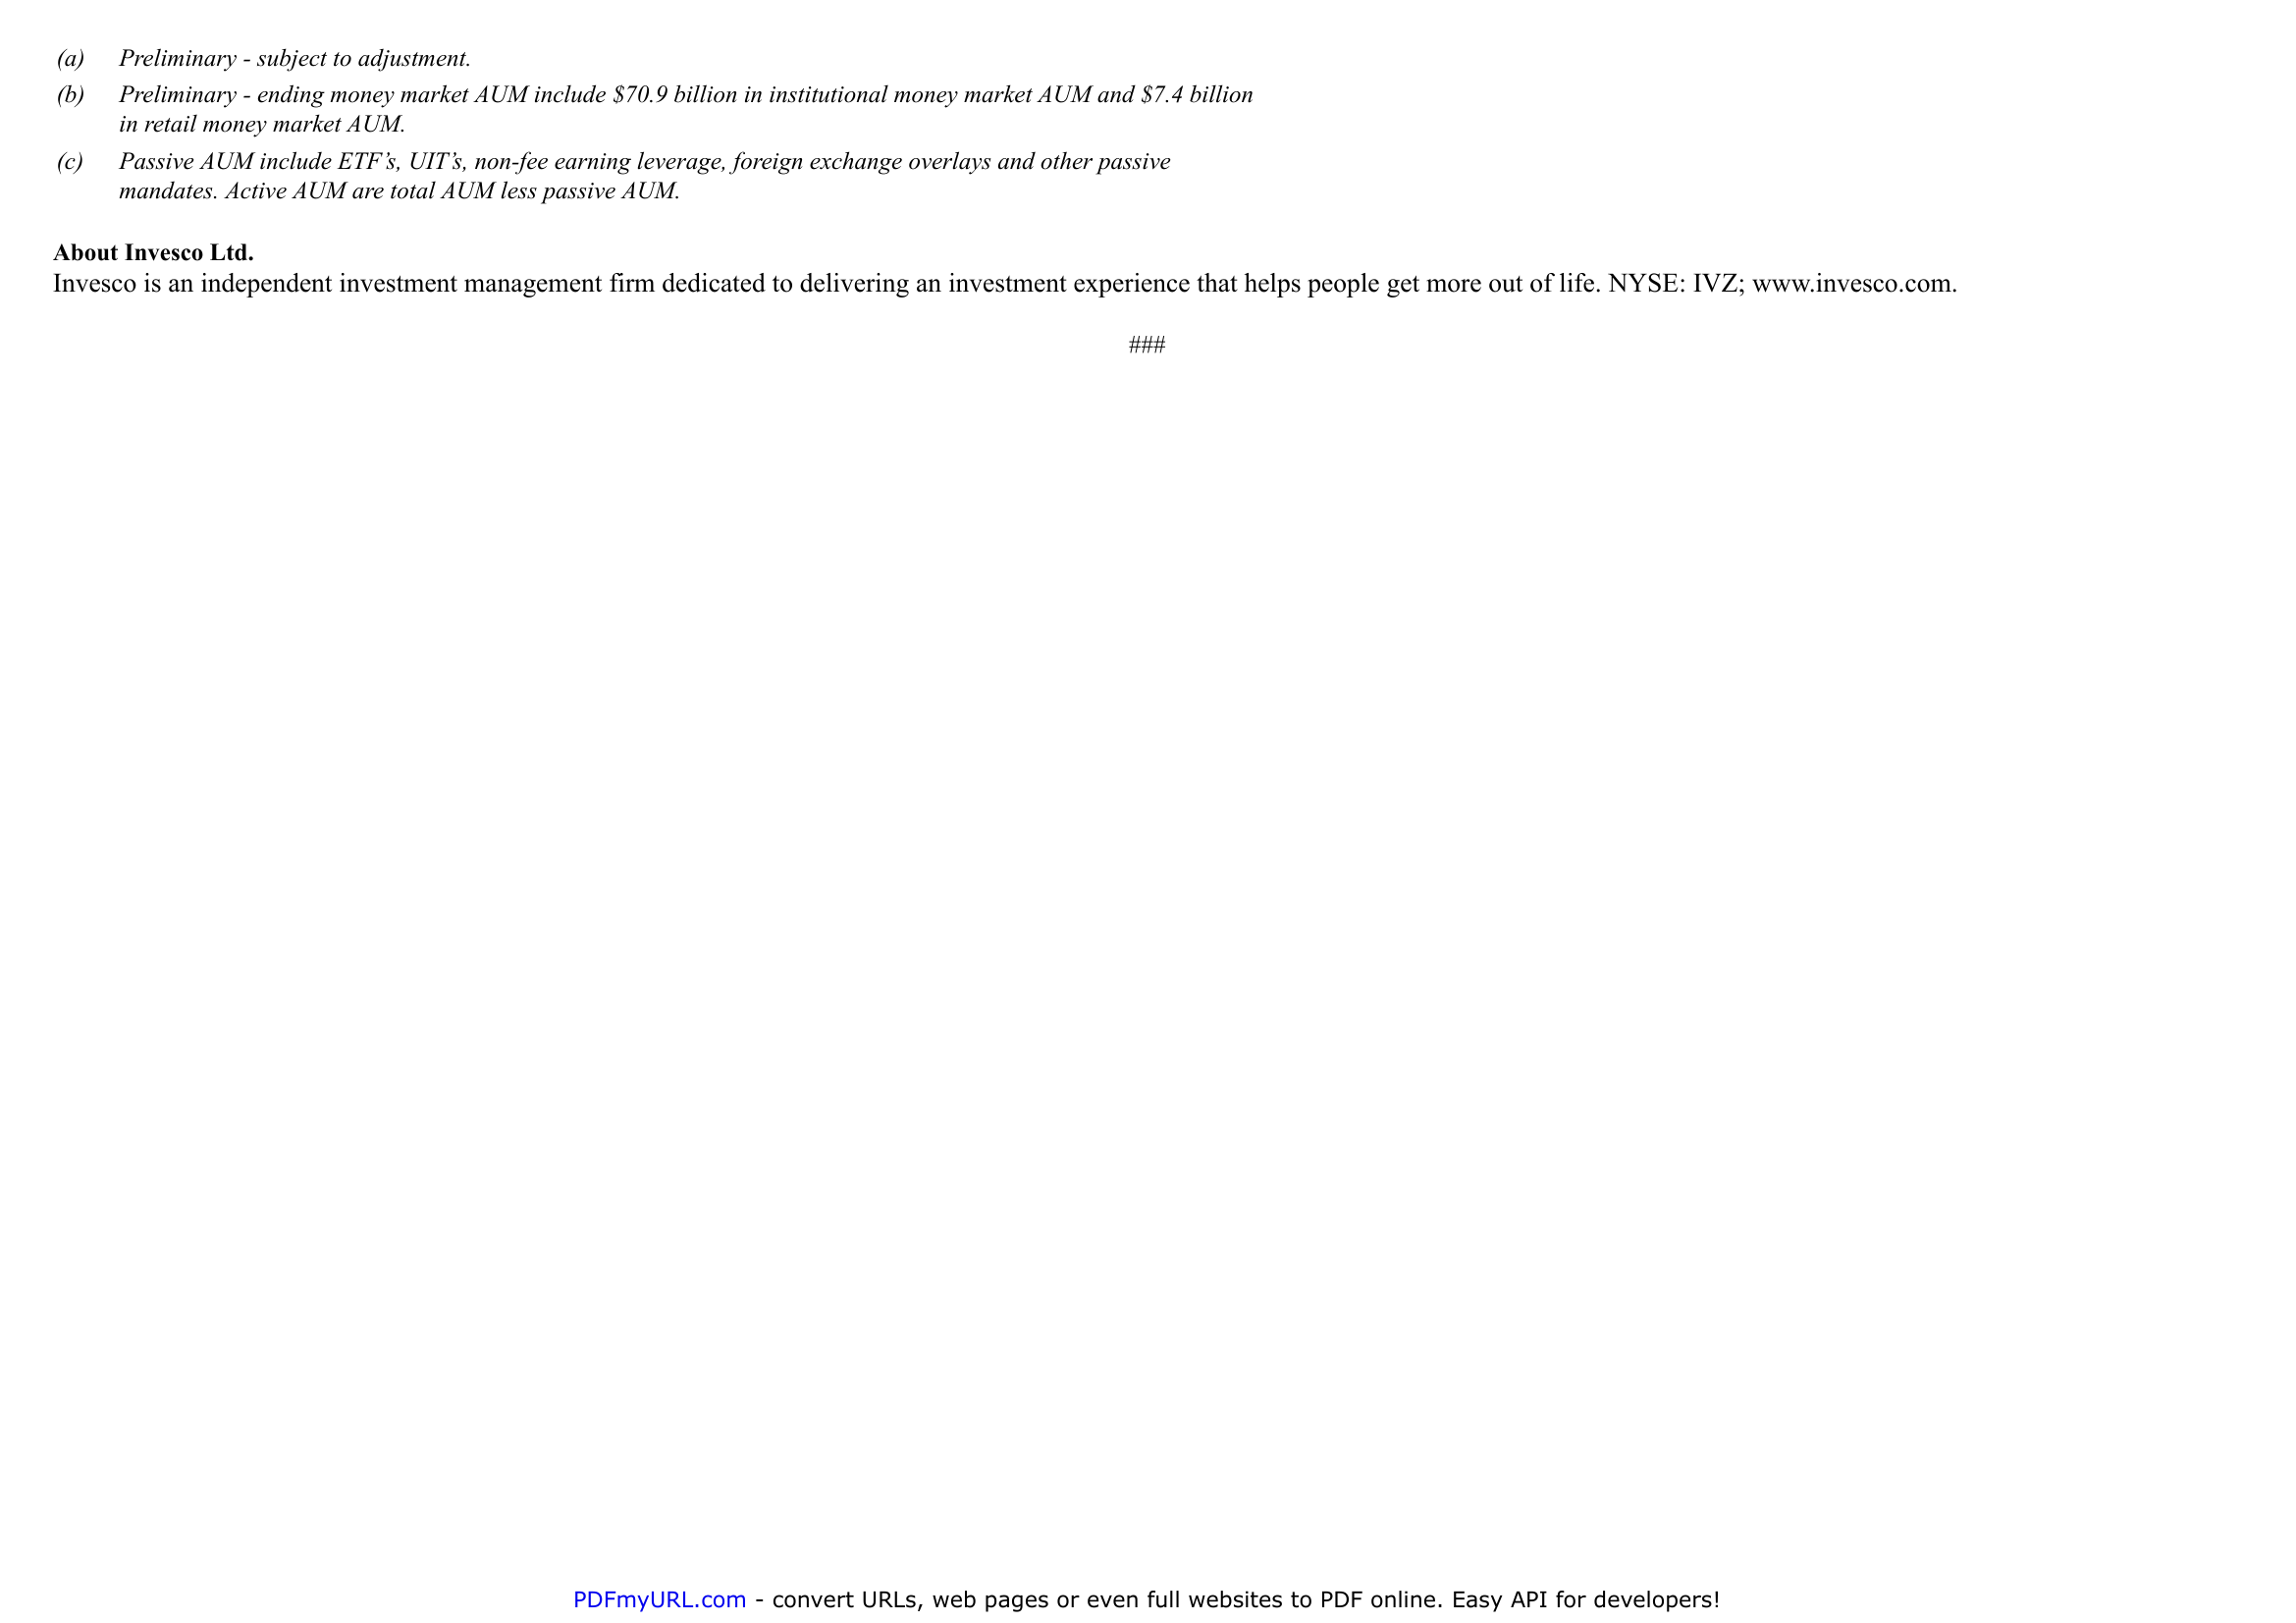 (a) Preliminary - subject to adjustment.
(b) Preliminary - ending money market AUM include $70.9 billion in institutional money market AUM and $7.4 billion
in retail money market AUM.
(c) Passive AUM include ETF’s, UIT’s, non-fee earning leverage, foreign exchange overlays and other passive
mandates. Active AUM are total AUM less passive AUM.
About Invesco Ltd.
Invesco is an independent investment management firm dedicated to delivering an investment experience that helps people get more out of life. NYSE: IVZ; www.invesco.com.
###
PDFmyURL.com - convert URLs, web pages or even full websites to PDF online. Easy API for developers!